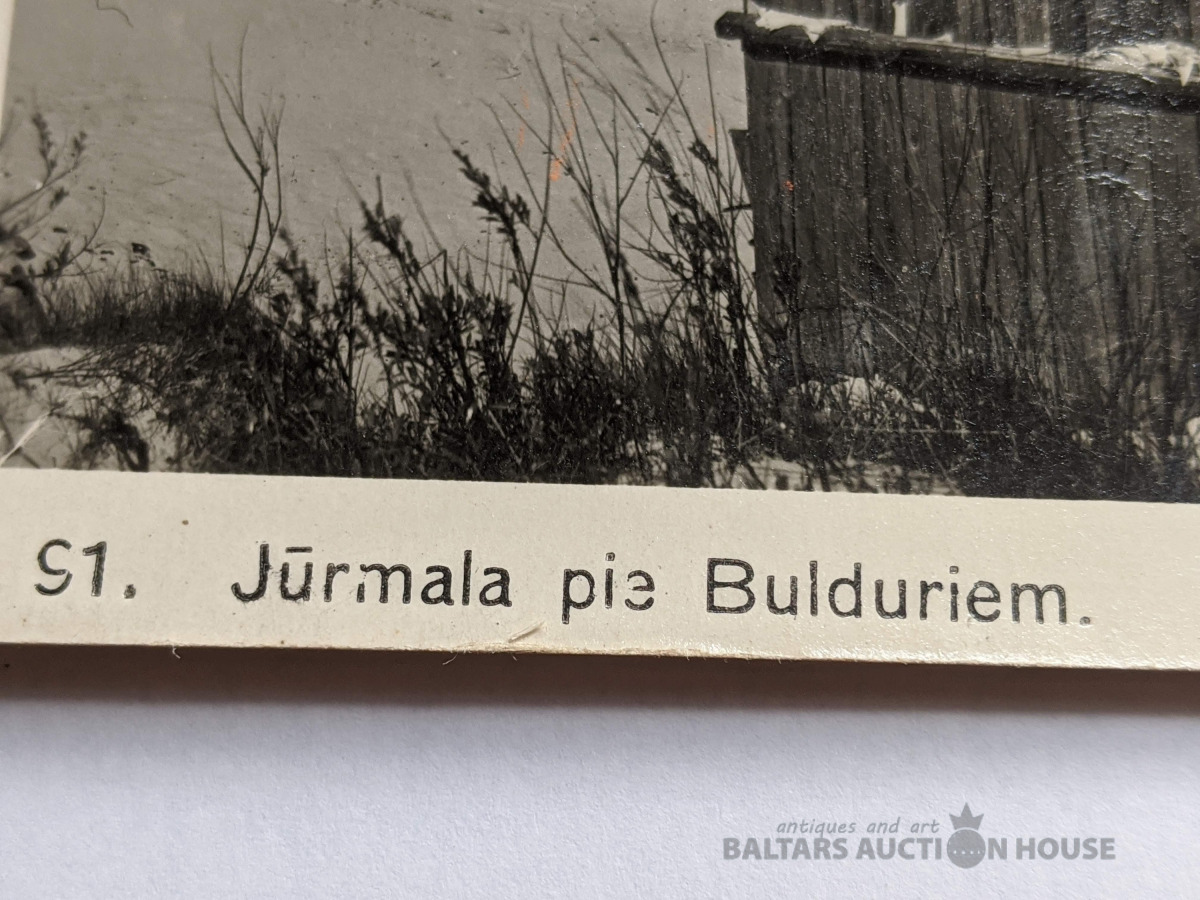 91. Jūrmala pie Bulduriem.
antiques and art
BALTARS AUCTION HOUSE